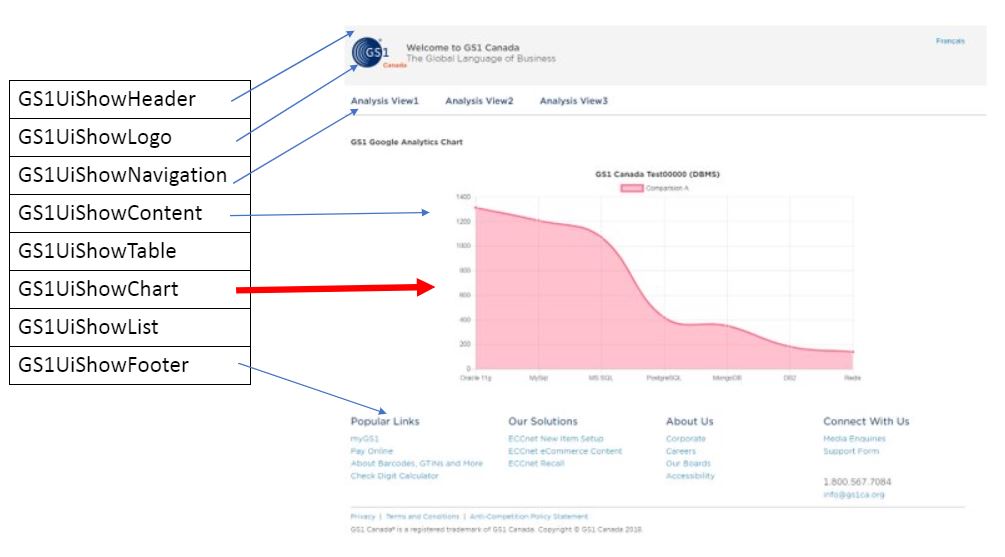 GS1UiShowHeader
GS1UiShowLogo
GS1UiShowNavigation
GS1UiShowContent
GS1UiShowTable
GS1UiShowChart
GS1UiShowList
GS1UiShowFooter
GS1
Canada
Welcome to GS1 Canada
The Global Language of Business
Français
Analysis View1 Analysis View2 Analysis View3
GS1 Google Analytics Chart
GS1 Canada Test00000 (DBMS)
Comparision A
1400
1200
1000
800
600
400
200
0
Oracle 11g MySql MS SQL PostgreSQL MongoDB DB2 Redis
Popular Links
myGS1
Pay Online
About Barcodes, GTINs and More
Check Digit Calculator
Our Solutions
ECCnet New Item Setup
ECCnet eCommerce Content
ECCnet Recall
About Us
Corporate
Careers
Our Boards
Accessibility
Connect With Us
Media Enquiries
Support Form
1.800.567.7084
info@gs1ca.org
Privacy | Terms and Conditions | Anti-Competition Policy Statement
GS1 Canada® is a registered trademark of GS1 Canada. Copyright © GS1 Canada 2018.